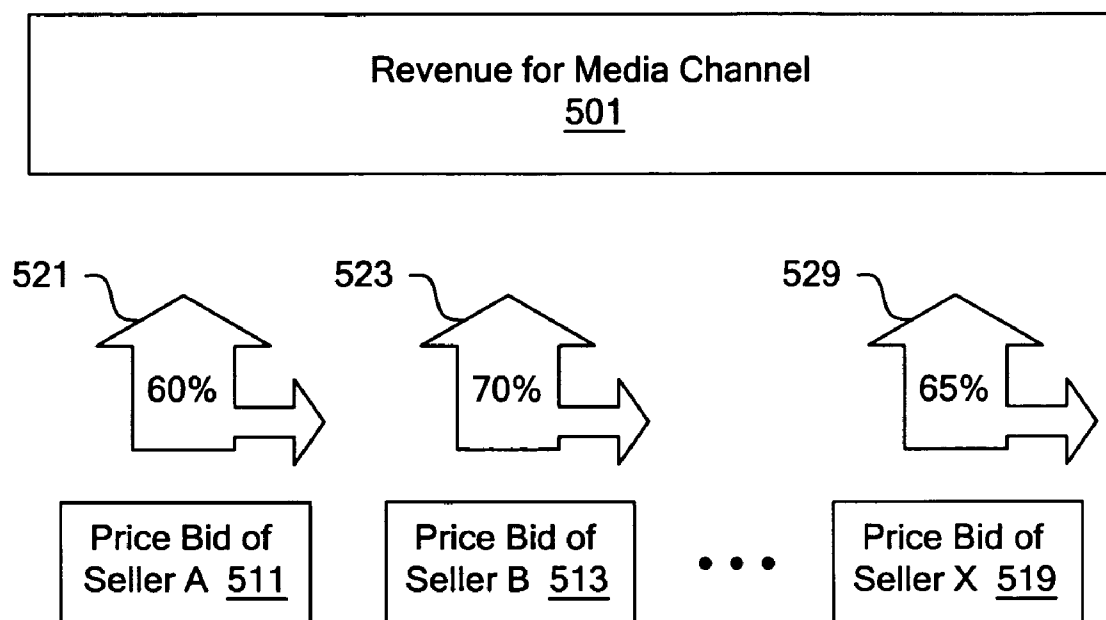 Revenue for Media Channel
501
521
523
529
60%
70%
65%
Price Bid of
Seller A 511
Price Bid of
Seller B 513
Price Bid of
Seller X 519